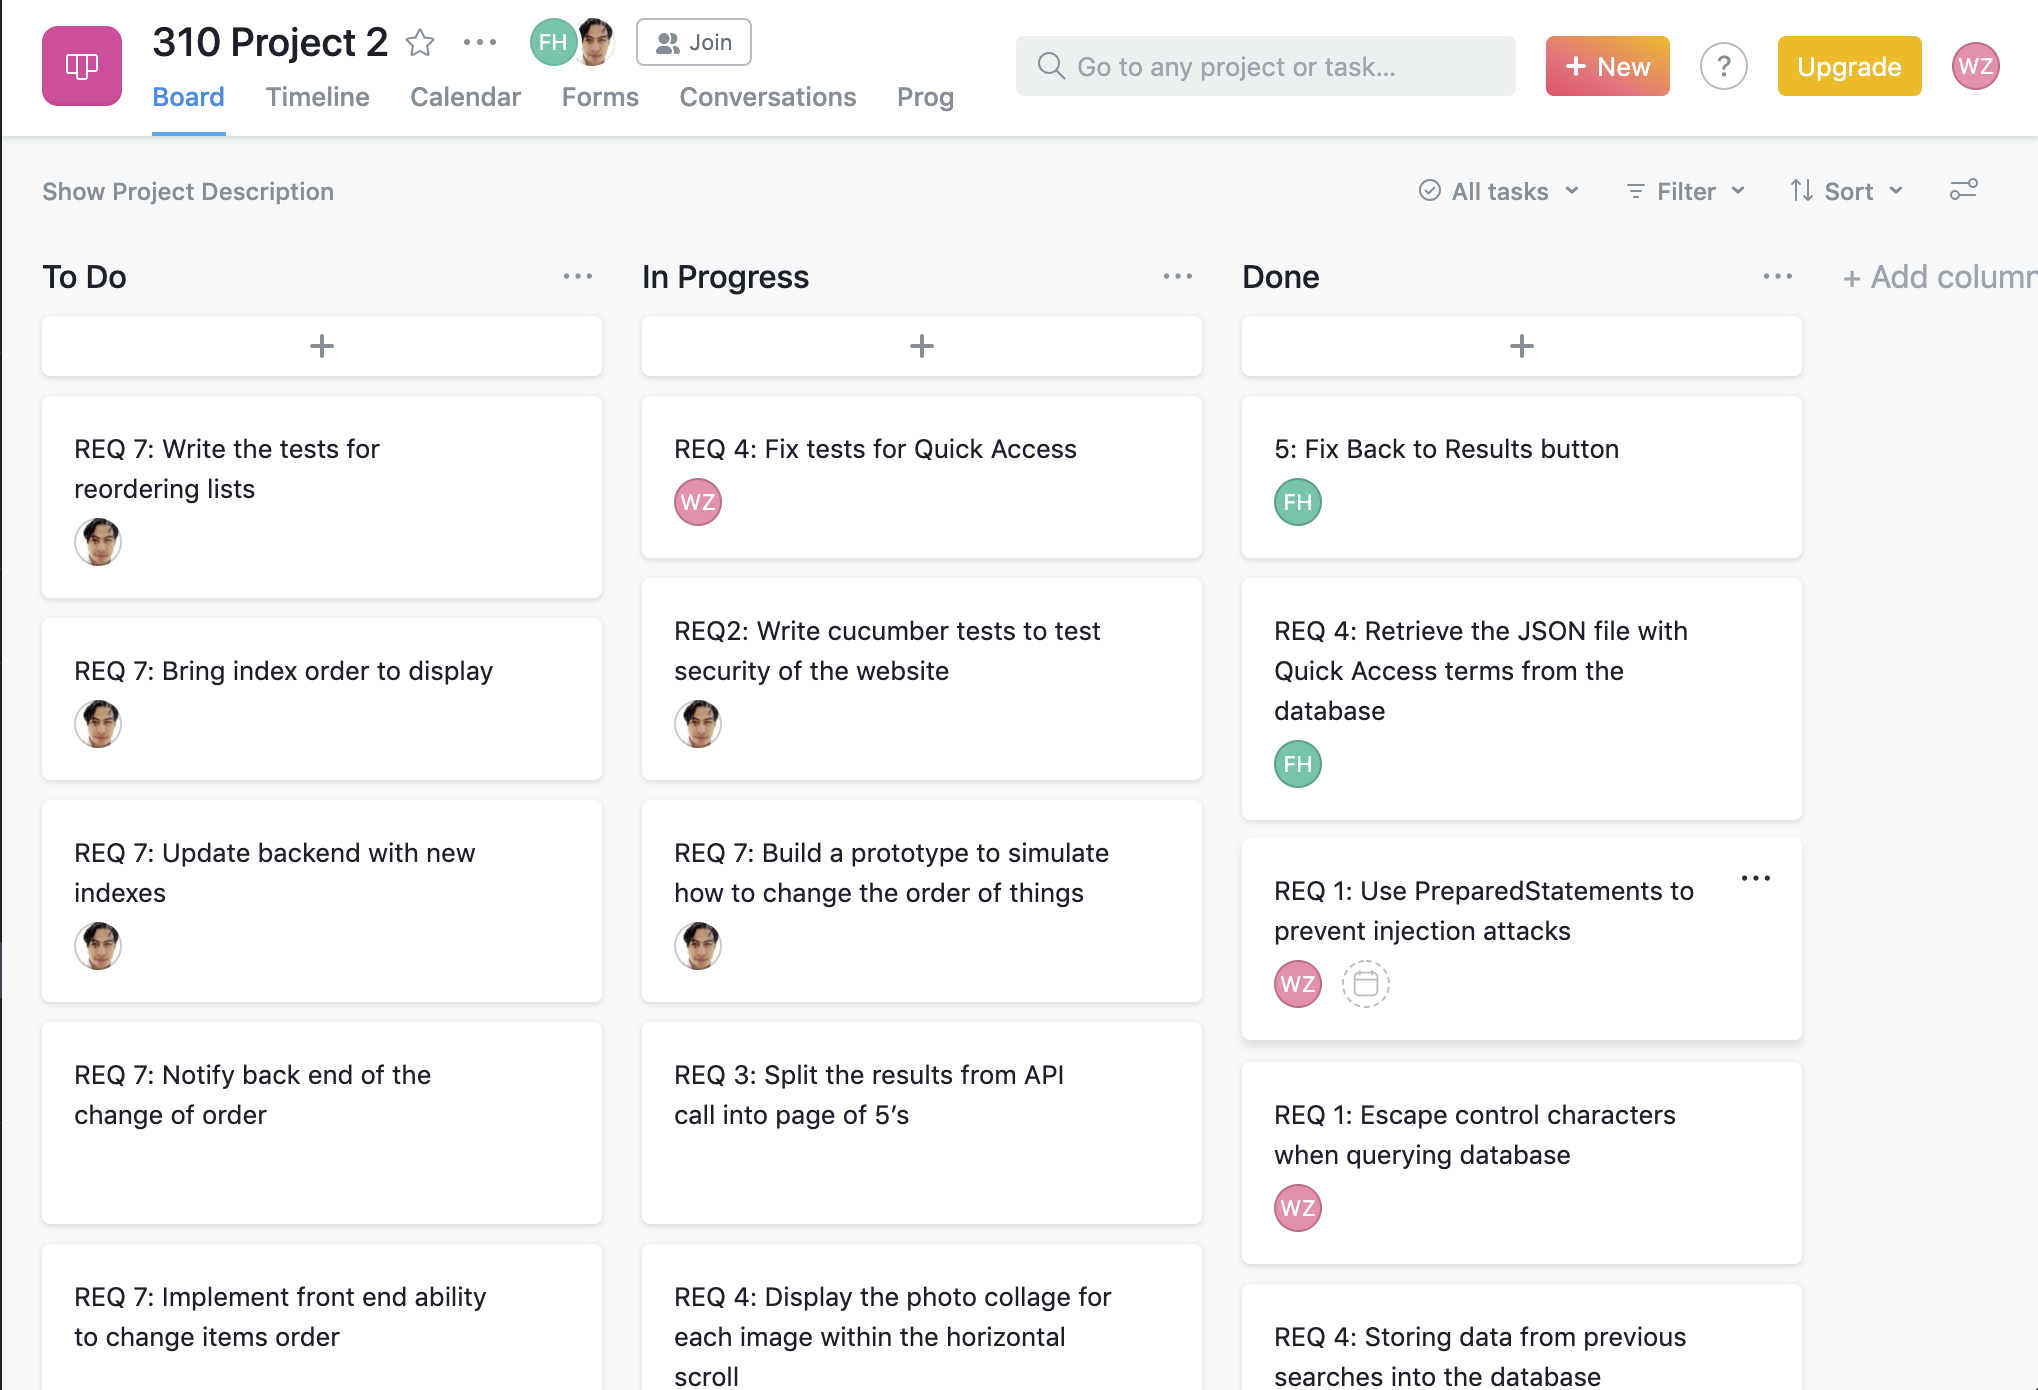 310 Project 2
FH
Join
Board
Timeline
Calendar
Forms
Conversations
Prog
Go to any project or task...
+ New
?
Upgrade
WZ
Show Project Description
All tasks
Filter
Sort
To Do
+
REQ 7: Write the tests for
reordering lists
REQ 7: Bring index order to display
REQ 7: Update backend with new
indexes
REQ 7: Notify back end of the
change of order
REQ 7: Implement front end ability
to change items order
In Progress
+
REQ 4: Fix tests for Quick Access
WZ
REQ2: Write cucumber tests to test
security of the website
REQ 7: Build a prototype to simulate
how to change the order of things
REQ 3: Split the results from API
call into page of 5’s
REQ 4: Display the photo collage for
each image within the horizontal
scroll
Done
+
5: Fix Back to Results button
FH
REQ 4: Retrieve the JSON file with
Quick Access terms from the
database
FH
REQ 1: Use PreparedStatements to
prevent injection attacks
WZ
REQ 1: Escape control characters
when querying database
WZ
REQ 4: Storing data from previous
searches into the database
+ Add column